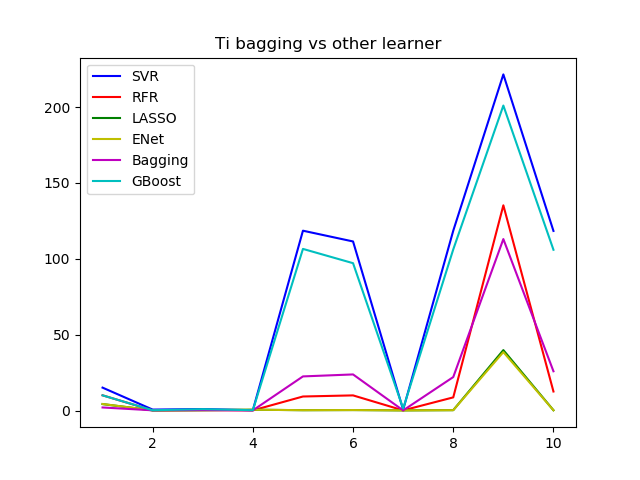 Ti bagging vs other learner
SVR
RFR
LASSO
ENet
Bagging
GBoost
200
150
100
50
0
2 4 6 8 10